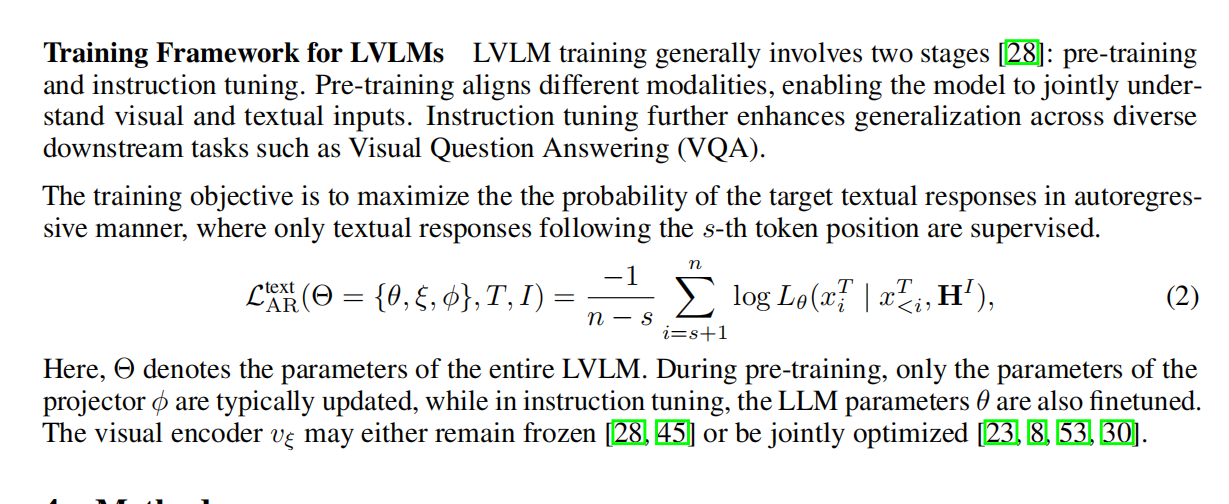 Training Framework for LVLMs LVLM training generally involves two stages [28]: pre-training
and instruction tuning. Pre-training aligns different modalities, enabling the model to jointly under-
stand visual and textual inputs. Instruction tuning further enhances generalization across diverse
downstream tasks such as Visual Question Answering (VQA).
The training objective is to maximize the the probability of the target textual responses in autoregres-
sive manner, where only textual responses following the s-th token position are supervised.
$\mathcal{L}_{\text{AR}}^{\text{text}}(\Theta = \{\theta, \xi, \phi\}, T, I) = \frac{-1}{n-s} \sum_{i=s+1}^{n} \log L_\theta(x_i^T \mid x_{<i}^T, \mathbf{H}^I),$ (2)
Here, Θ denotes the parameters of the entire LVLM. During pre-training, only the parameters of the
projector ϕ are typically updated, while in instruction tuning, the LLM parameters θ are also finetuned.
The visual encoder $v_\xi$ may either remain frozen [28, 45] or be jointly optimized [23, 8, 53, 30].